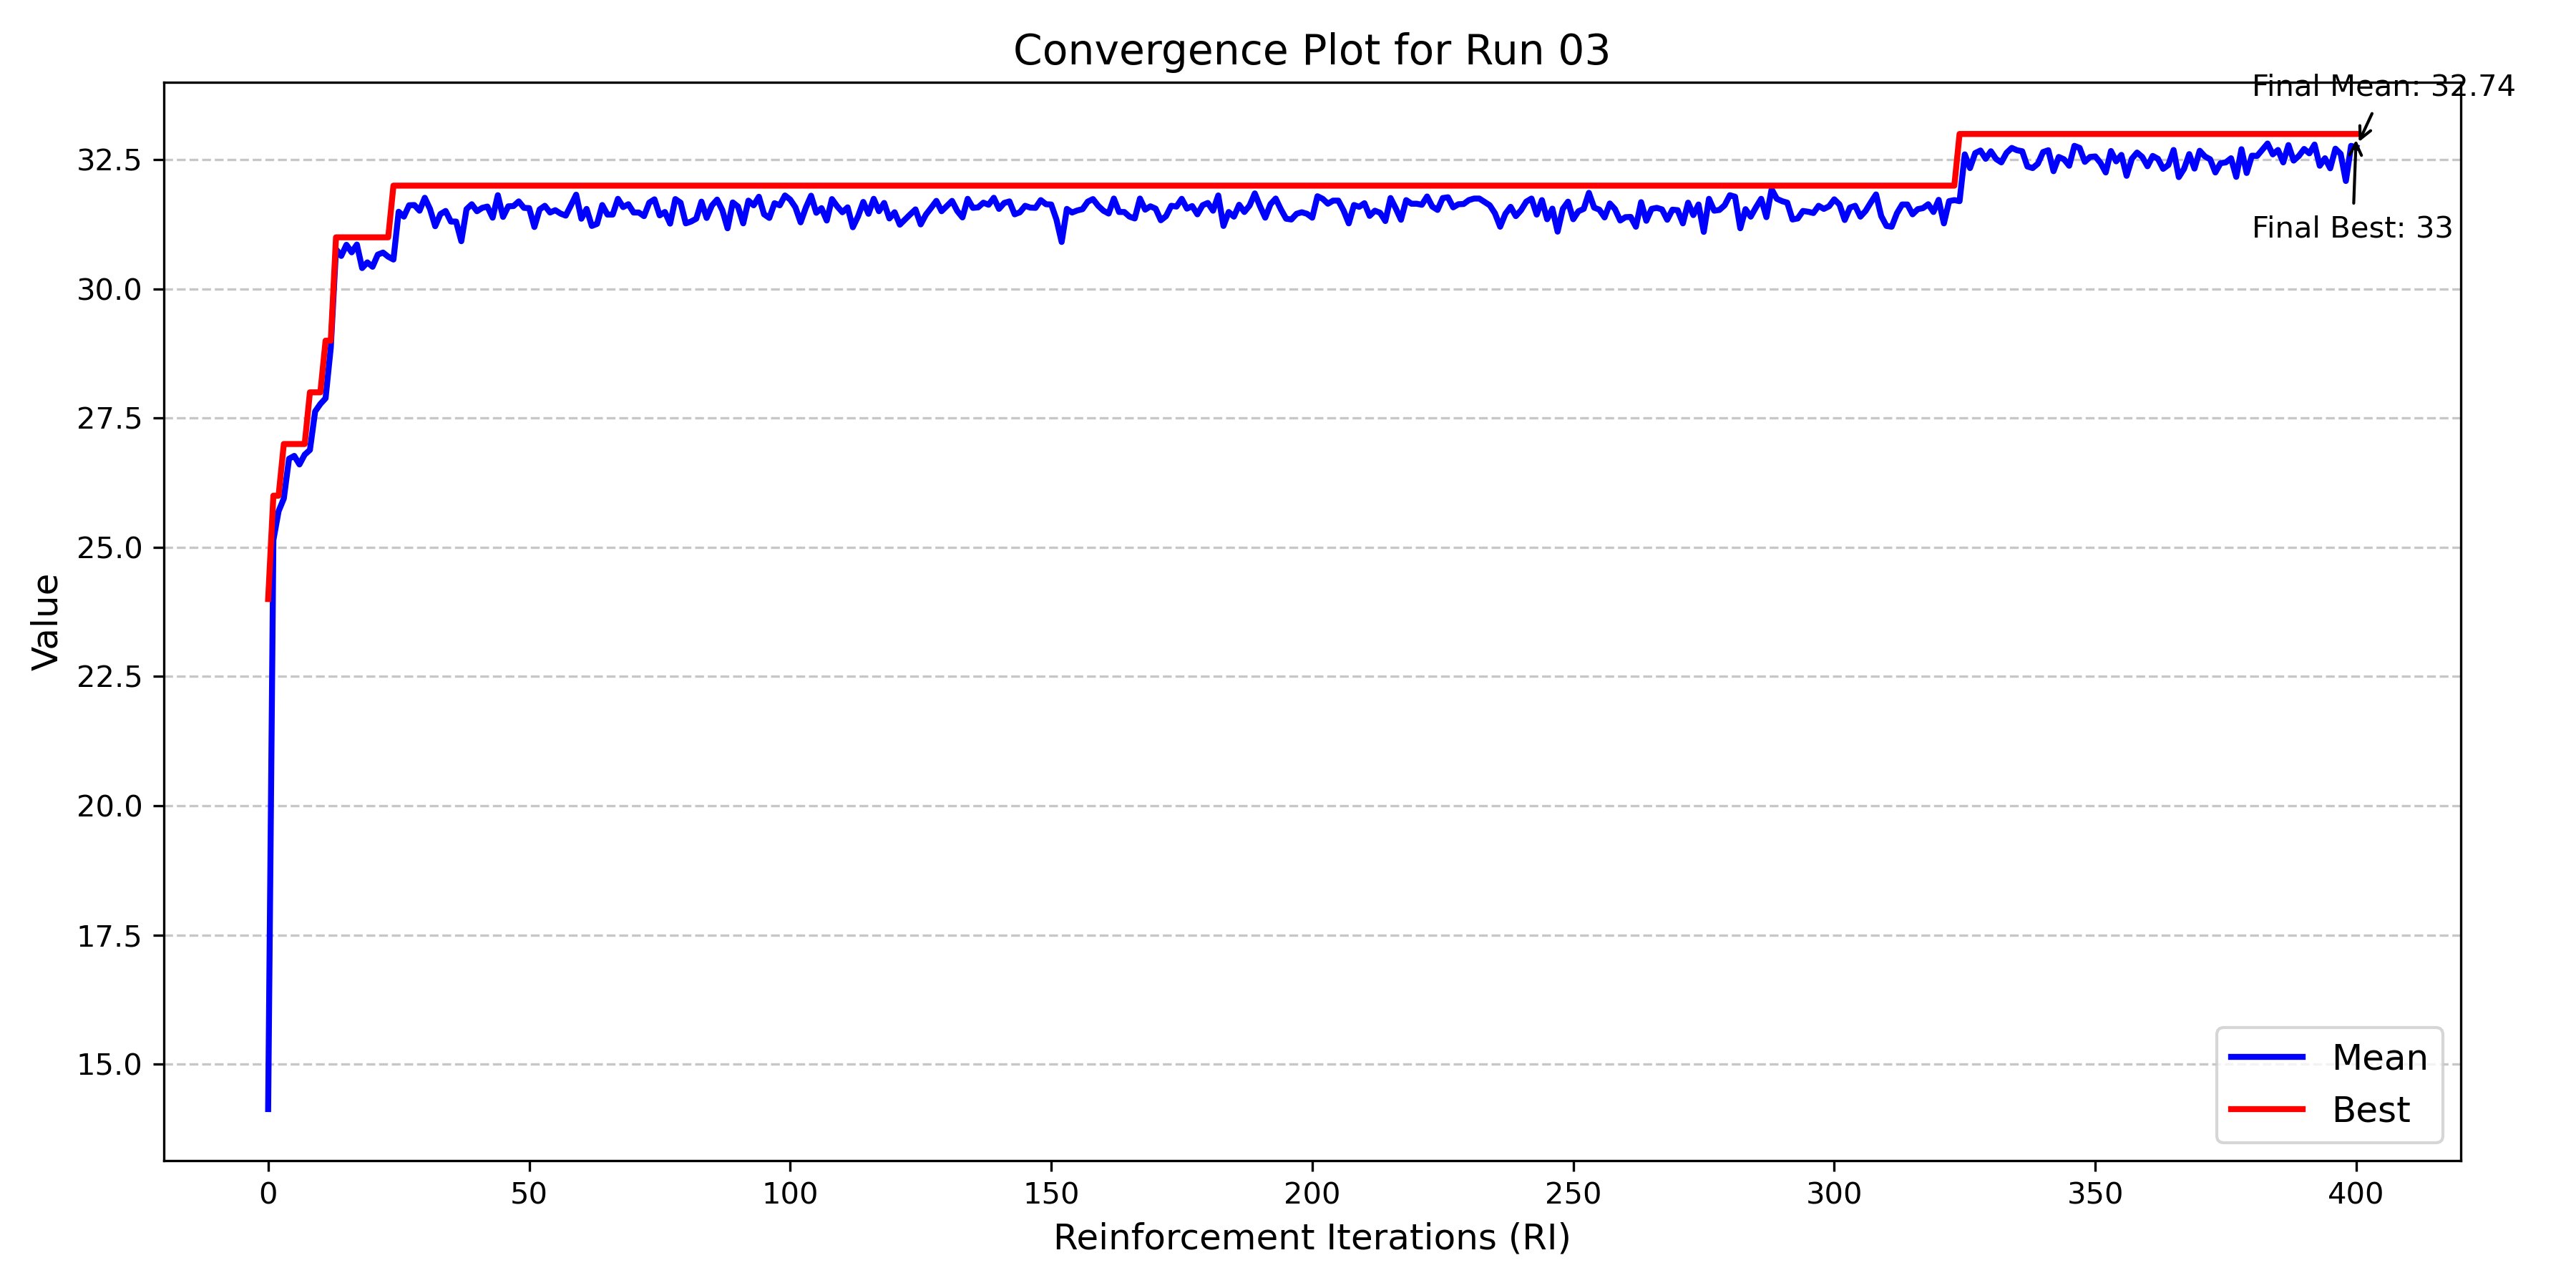 Convergence Plot for Run 03
Final Mean: 32.74
Final Best: 33
Value
32.5
30.0
27.5
25.0
22.5
20.0
17.5
15.0
0
50
100
150
200
250
300
350
400
Reinforcement Iterations (RI)
Mean
Best